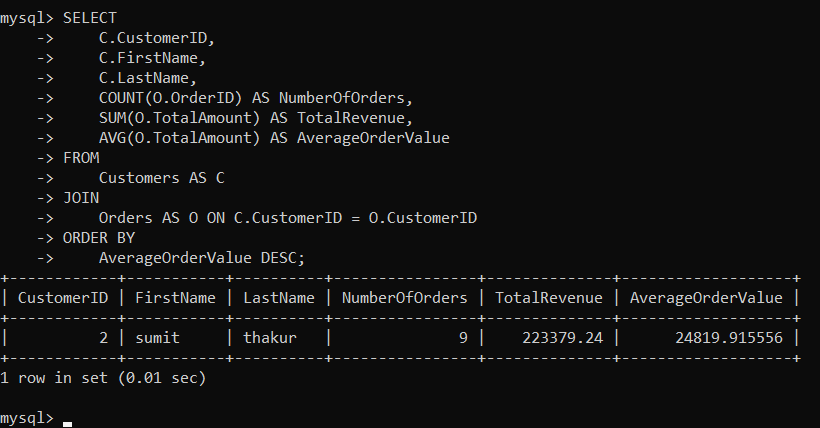 mysql> SELECT
    ->     C.CustomerID,
    ->     C.FirstName,
    ->     C.LastName,
    ->     COUNT(O.OrderID) AS NumberOfOrders,
    ->     SUM(O.TotalAmount) AS TotalRevenue,
    ->     AVG(O.TotalAmount) AS AverageOrderValue
    -> FROM
    ->     Customers AS C
    -> JOIN
    ->     Orders AS O ON C.CustomerID = O.CustomerID
    -> ORDER BY
    ->     AverageOrderValue DESC;
+------------+-----------+----------+----------------+--------------+-------------------+
| CustomerID | FirstName | LastName | NumberOfOrders | TotalRevenue | AverageOrderValue |
+------------+-----------+----------+----------------+--------------+-------------------+
|          2 | sumit     | thakur   |              9 |    223379.24 |      24819.915556 |
+------------+-----------+----------+----------------+--------------+-------------------+
1 row in set (0.01 sec)
mysql>